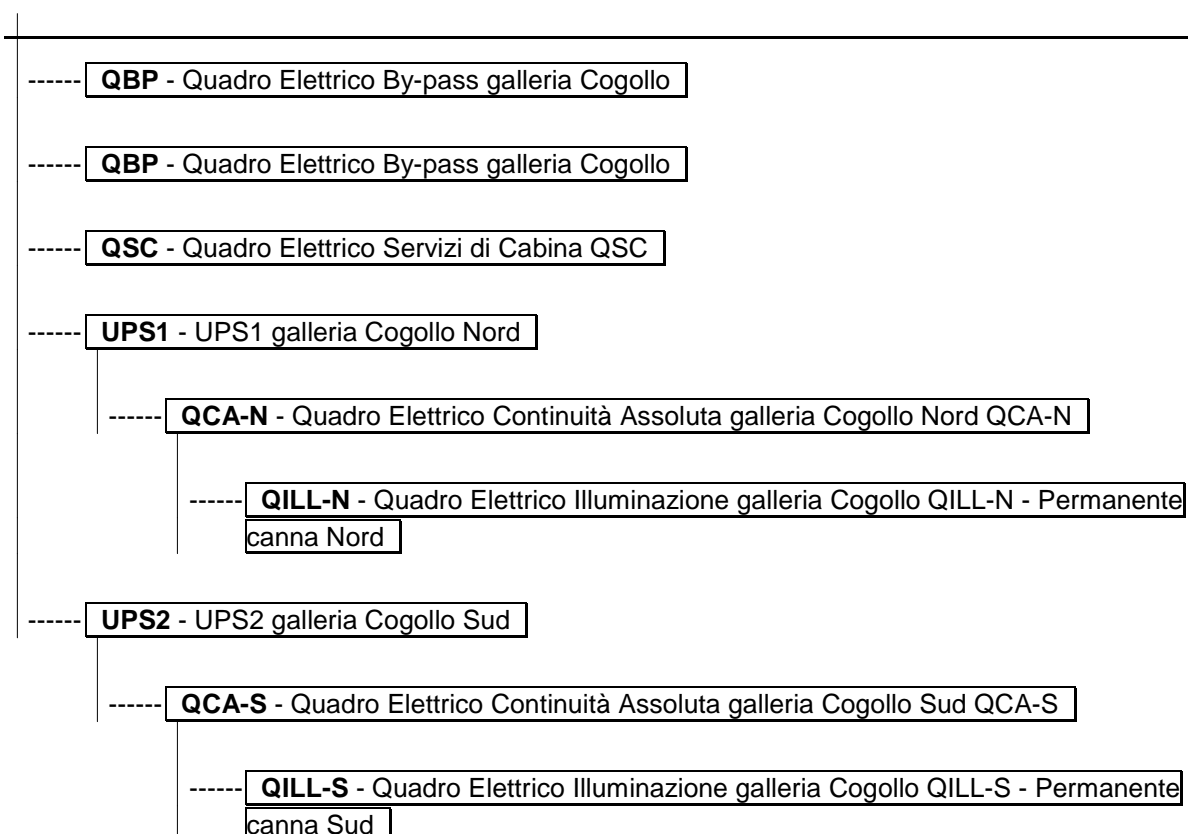 ------ QBP - Quadro Elettrico By-pass galleria Cogollo
------ QBP - Quadro Elettrico By-pass galleria Cogollo
------ QSC - Quadro Elettrico Servizi di Cabina QSC
------ UPS1 - UPS1 galleria Cogollo Nord
------ QCA-N - Quadro Elettrico Continuità Assoluta galleria Cogollo Nord QCA-N
------ QILL-N - Quadro Elettrico Illuminazione galleria Cogollo QILL-N - Permanente
canna Nord
------ UPS2 - UPS2 galleria Cogollo Sud
------ QCA-S - Quadro Elettrico Continuità Assoluta galleria Cogollo Sud QCA-S
------ QILL-S - Quadro Elettrico Illuminazione galleria Cogollo QILL-S - Permanente
canna Sud